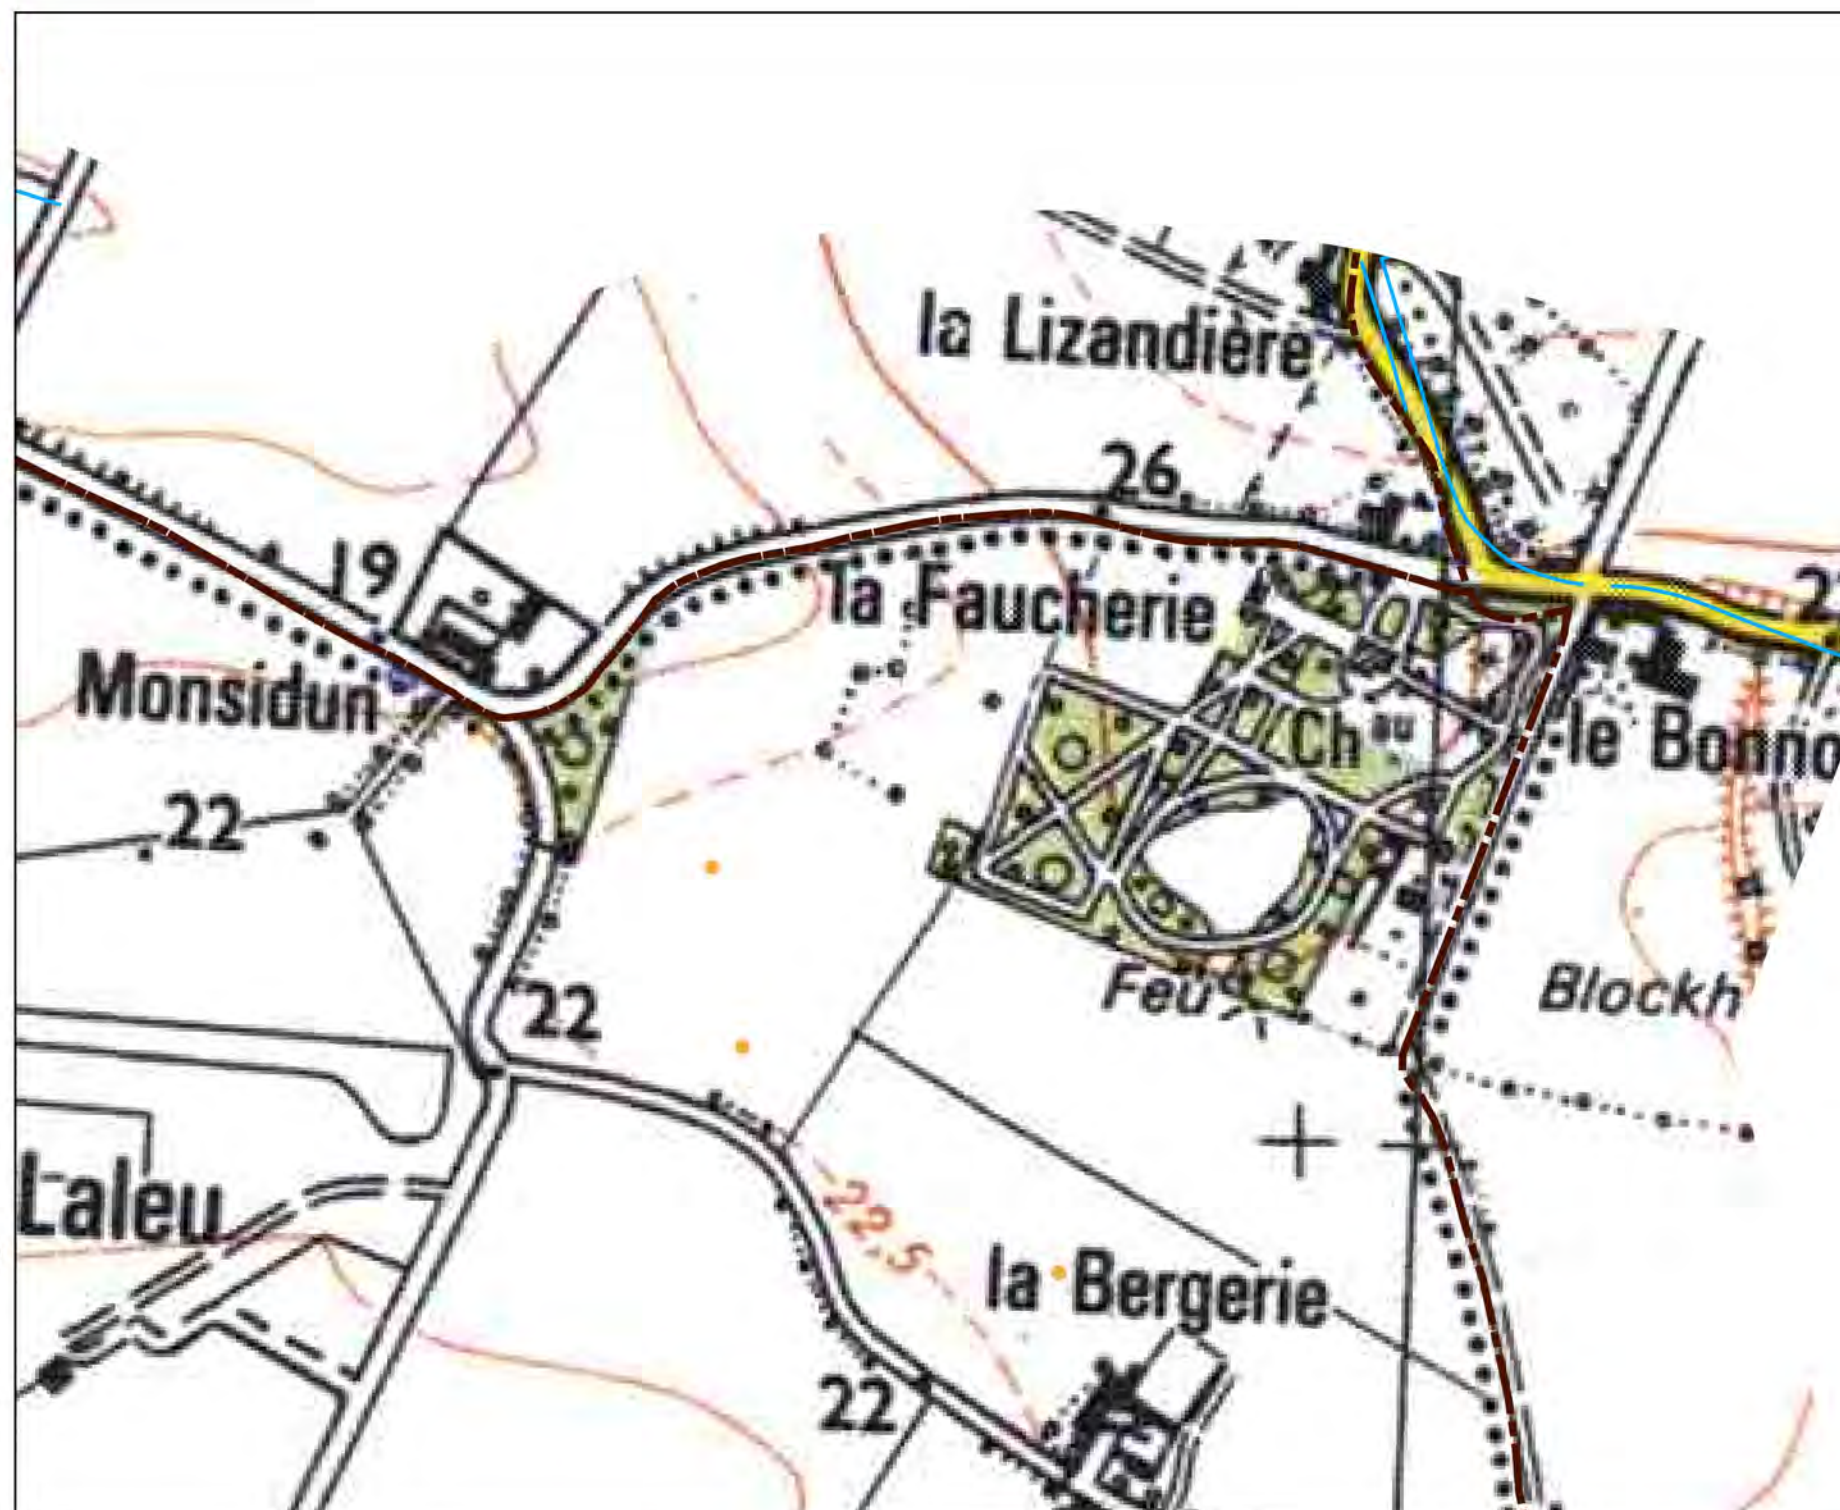 la Lizandière
26
19
la Faucherie
Monsidun
Chau
le Bonno
22
Feu
Blockh
22
Laleu
22,5
la Bergerie
22